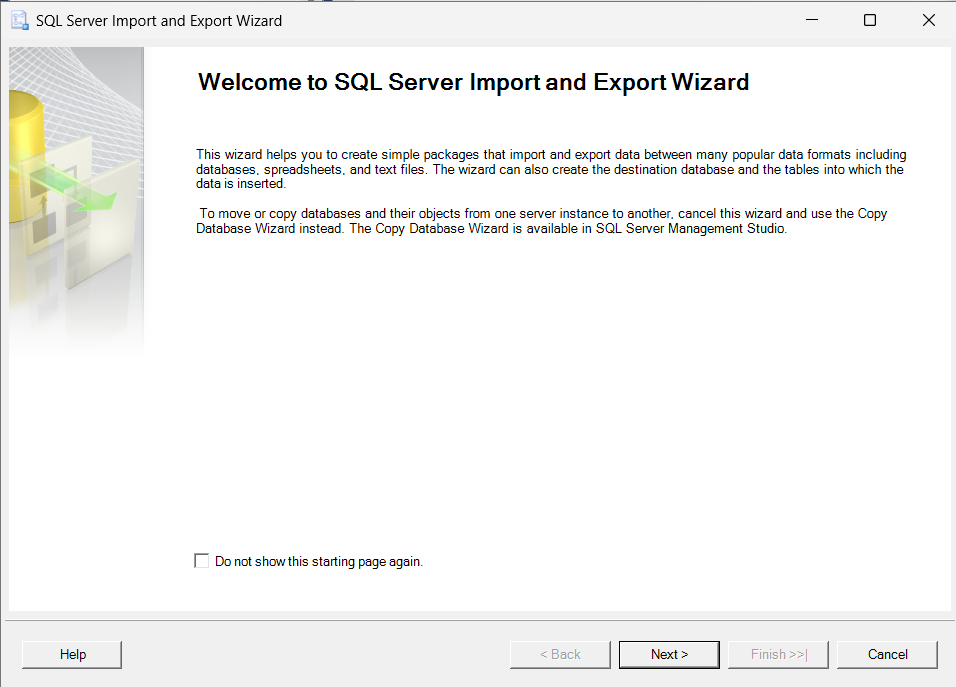 SQL Server Import and Export Wizard
Welcome to SQL Server Import and Export Wizard
This wizard helps you to create simple packages that import and export data between many popular data formats including
databases, spreadsheets, and text files. The wizard can also create the destination database and the tables into which the
data is inserted.
To move or copy databases and their objects from one server instance to another, cancel this wizard and use the Copy
Database Wizard instead. The Copy Database Wizard is available in SQL Server Management Studio.
Do not show this starting page again.
Help
< Back
Next >
Finish >>|
Cancel